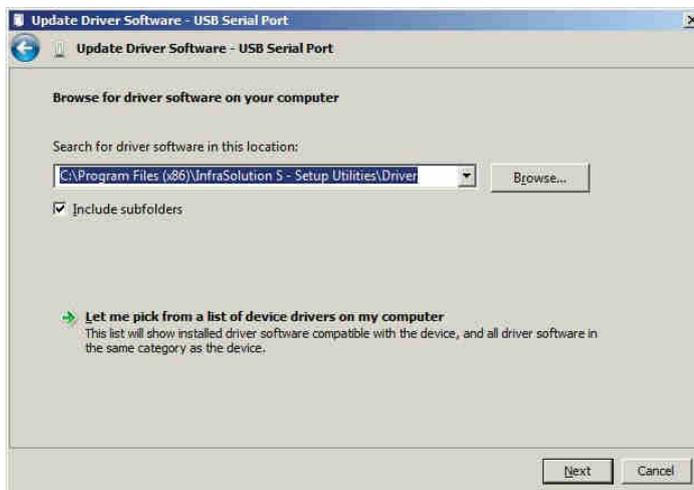 Update Driver Software - USB Serial Port
Update Driver Software - USB Serial Port
Browse for driver software on your computer
Search for driver software in this location:
C:\Program Files (x86)\InfraSolution S - Setup Utilities\Driver
Browse...
Include subfolders
Let me pick from a list of device drivers on my computer
This list will show installed driver software compatible with the device, and all driver software in
the same category as the device.
Next Cancel